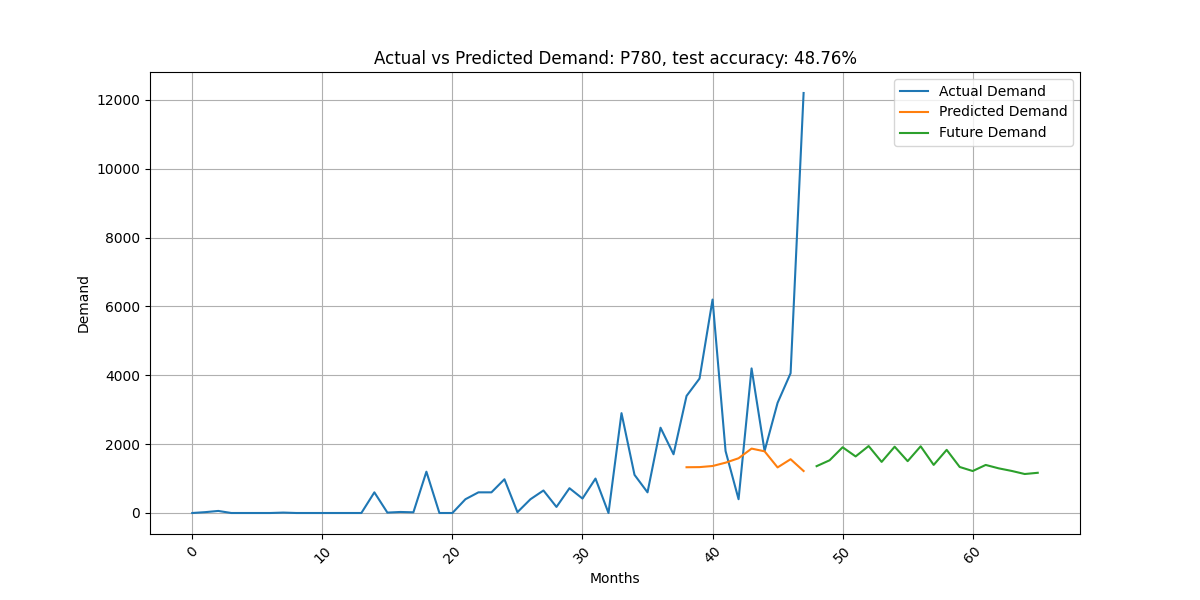 Actual vs Predicted Demand: P780, test accuracy: 48.76%
Actual Demand
Predicted Demand
Future Demand
12000
10000
8000
6000
4000
2000
0
Demand
0
10
20
30
40
50
60
Months